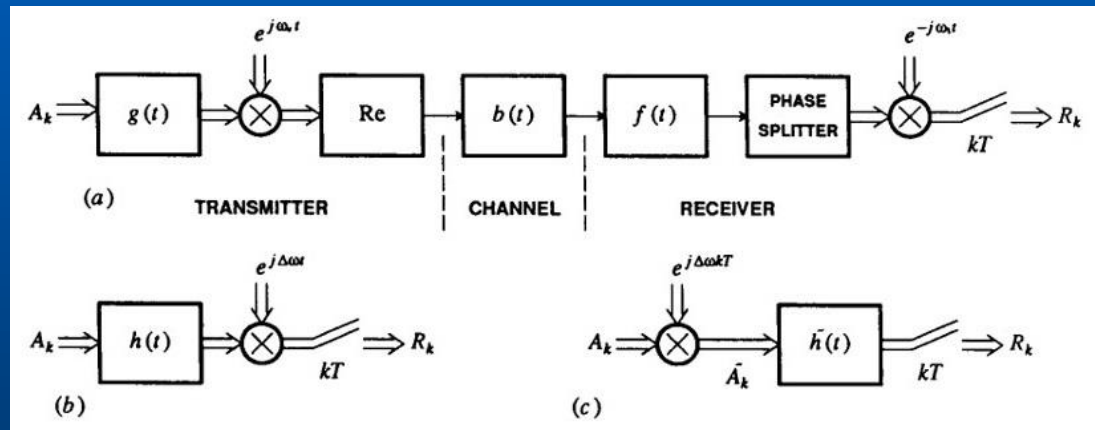 e^{jω_c t}
e^{-jω_1 t}
A_k
g(t)
Re
b(t)
f(t)
PHASE
SPLITTER
kT
R_k
(a)
TRANSMITTER
CHANNEL
RECEIVER
e^{jΔωt}
A_k
h(t)
kT
R_k
(b)
e^{jΔωkT}
A_k
Ã_k
h̃(t)
kT
R_k
(c)